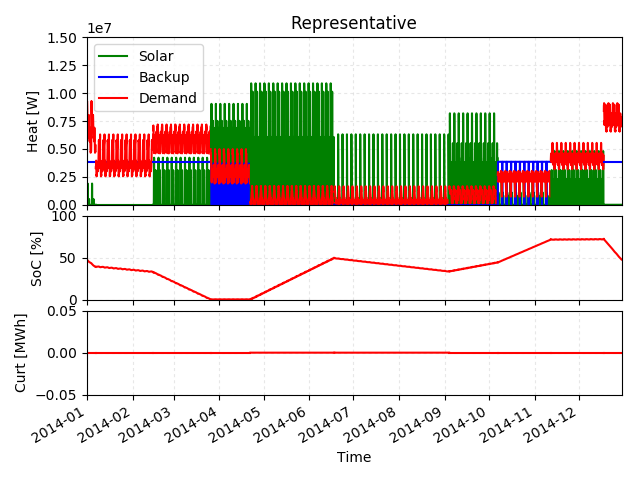 Representative
1e7
Heat [W]
1.50
1.25
1.00
0.75
0.50
0.25
0.00
Solar
Backup
Demand
SoC [%]
100
50
0
Curt [MWh]
0.05
0.00
−0.05
2014-01
2014-02
2014-03
2014-04
2014-05
2014-06
2014-07
2014-08
2014-09
2014-10
2014-11
2014-12
Time